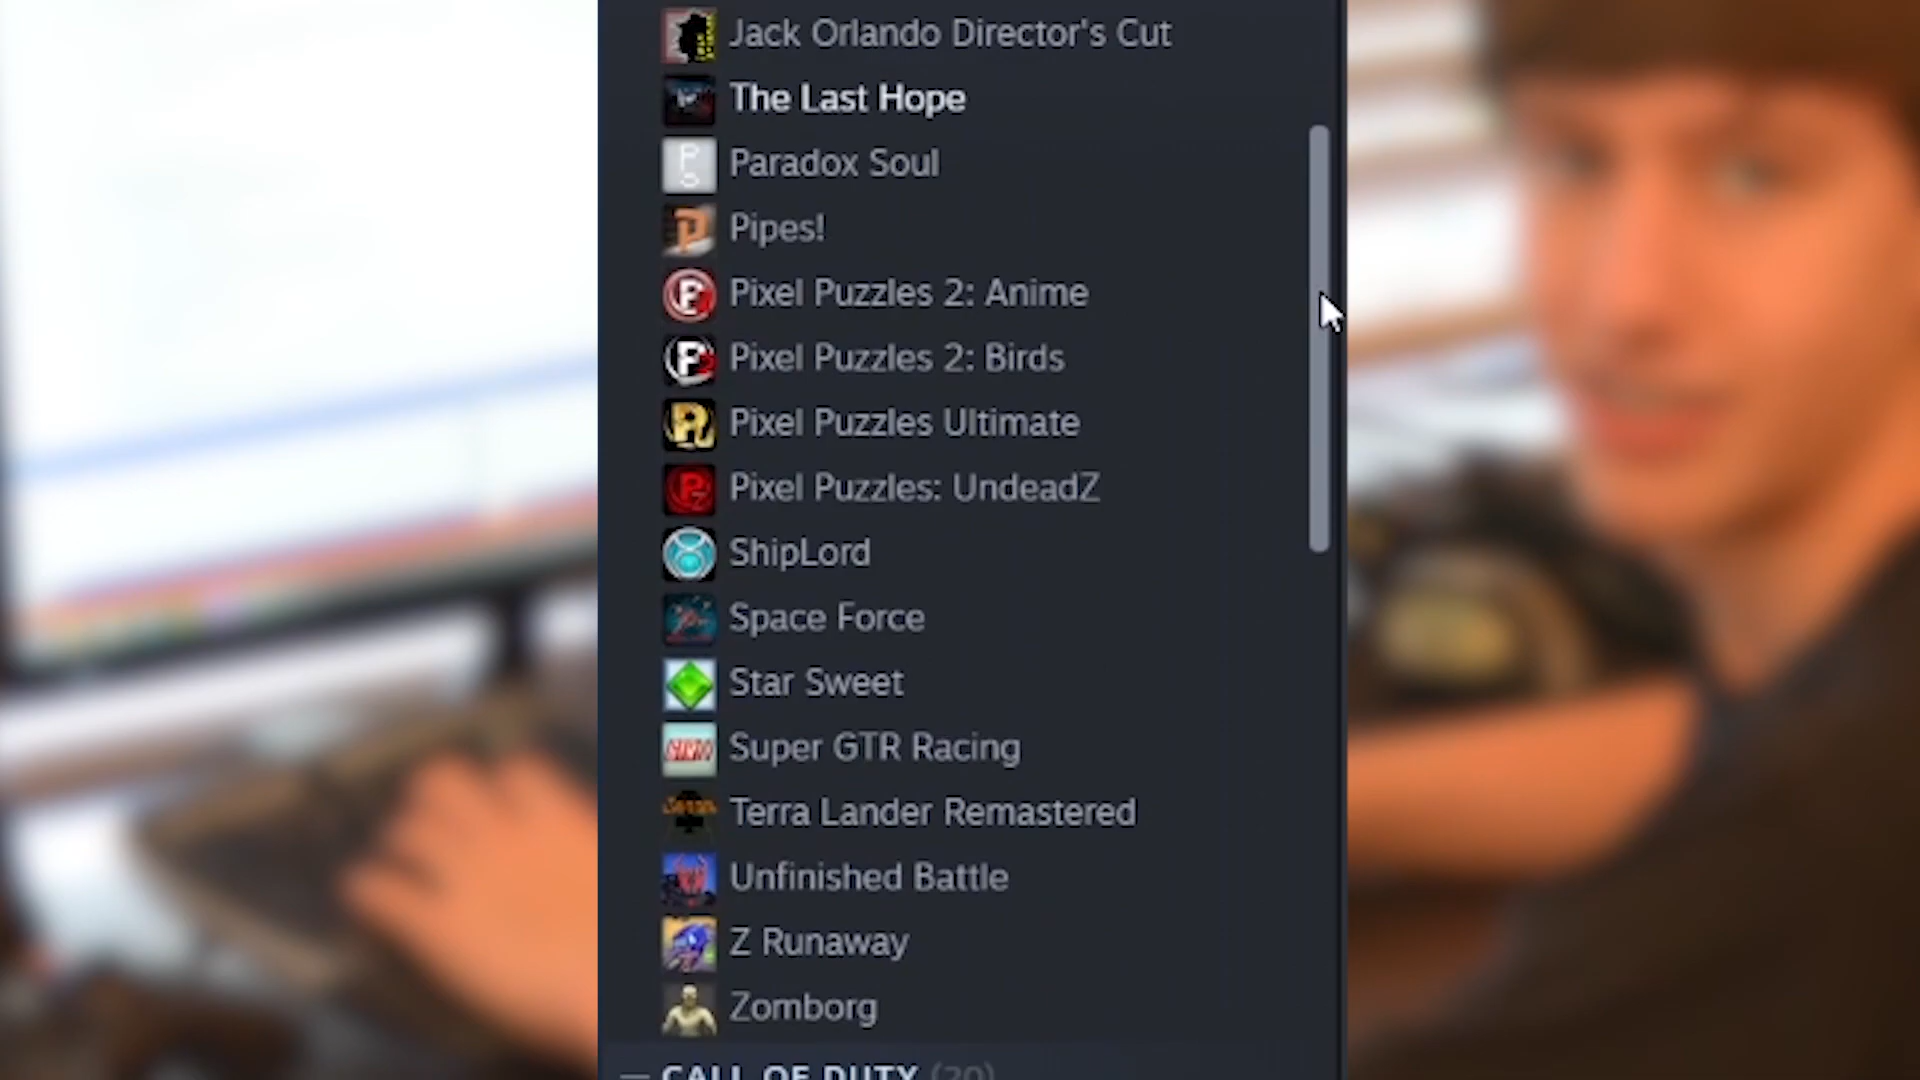 Jack Orlando Director's Cut
The Last Hope
Paradox Soul
Pipes!
Pixel Puzzles 2: Anime
Pixel Puzzles 2: Birds
Pixel Puzzles Ultimate
Pixel Puzzles: UndeadZ
ShipLord
Space Force
Star Sweet
Super GTR Racing
Terra Lander Remastered
Unfinished Battle
Z Runaway
Zomborg
— CALL OF DUTY (20)